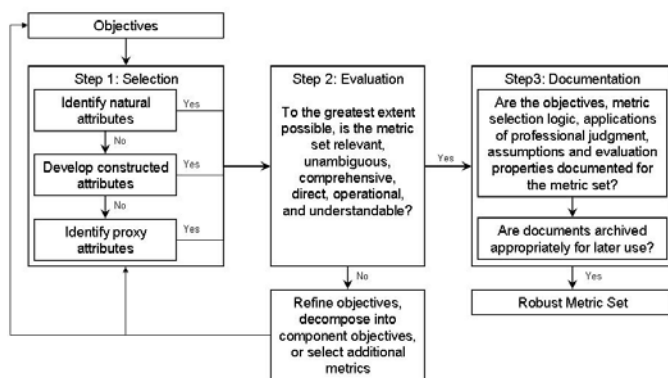 Objectives
Step 1: Selection
Identify natural
attributes
Yes
No
Develop constructed
attributes
Yes
No
Identify proxy
attributes
Yes
Step 2: Evaluation
To the greatest extent
possible, is the metric
set relevant,
unambiguous,
comprehensive,
direct, operational,
and understandable?
Yes
No
Refine objectives,
decompose into
component objectives,
or select additional
metrics
Step3: Documentation
Are the objectives, metric
selection logic, applications
of professional judgment,
assumptions and evaluation
properties documented for
the metric set?
Are documents archived
appropriately for later use?
Yes
Robust Metric Set